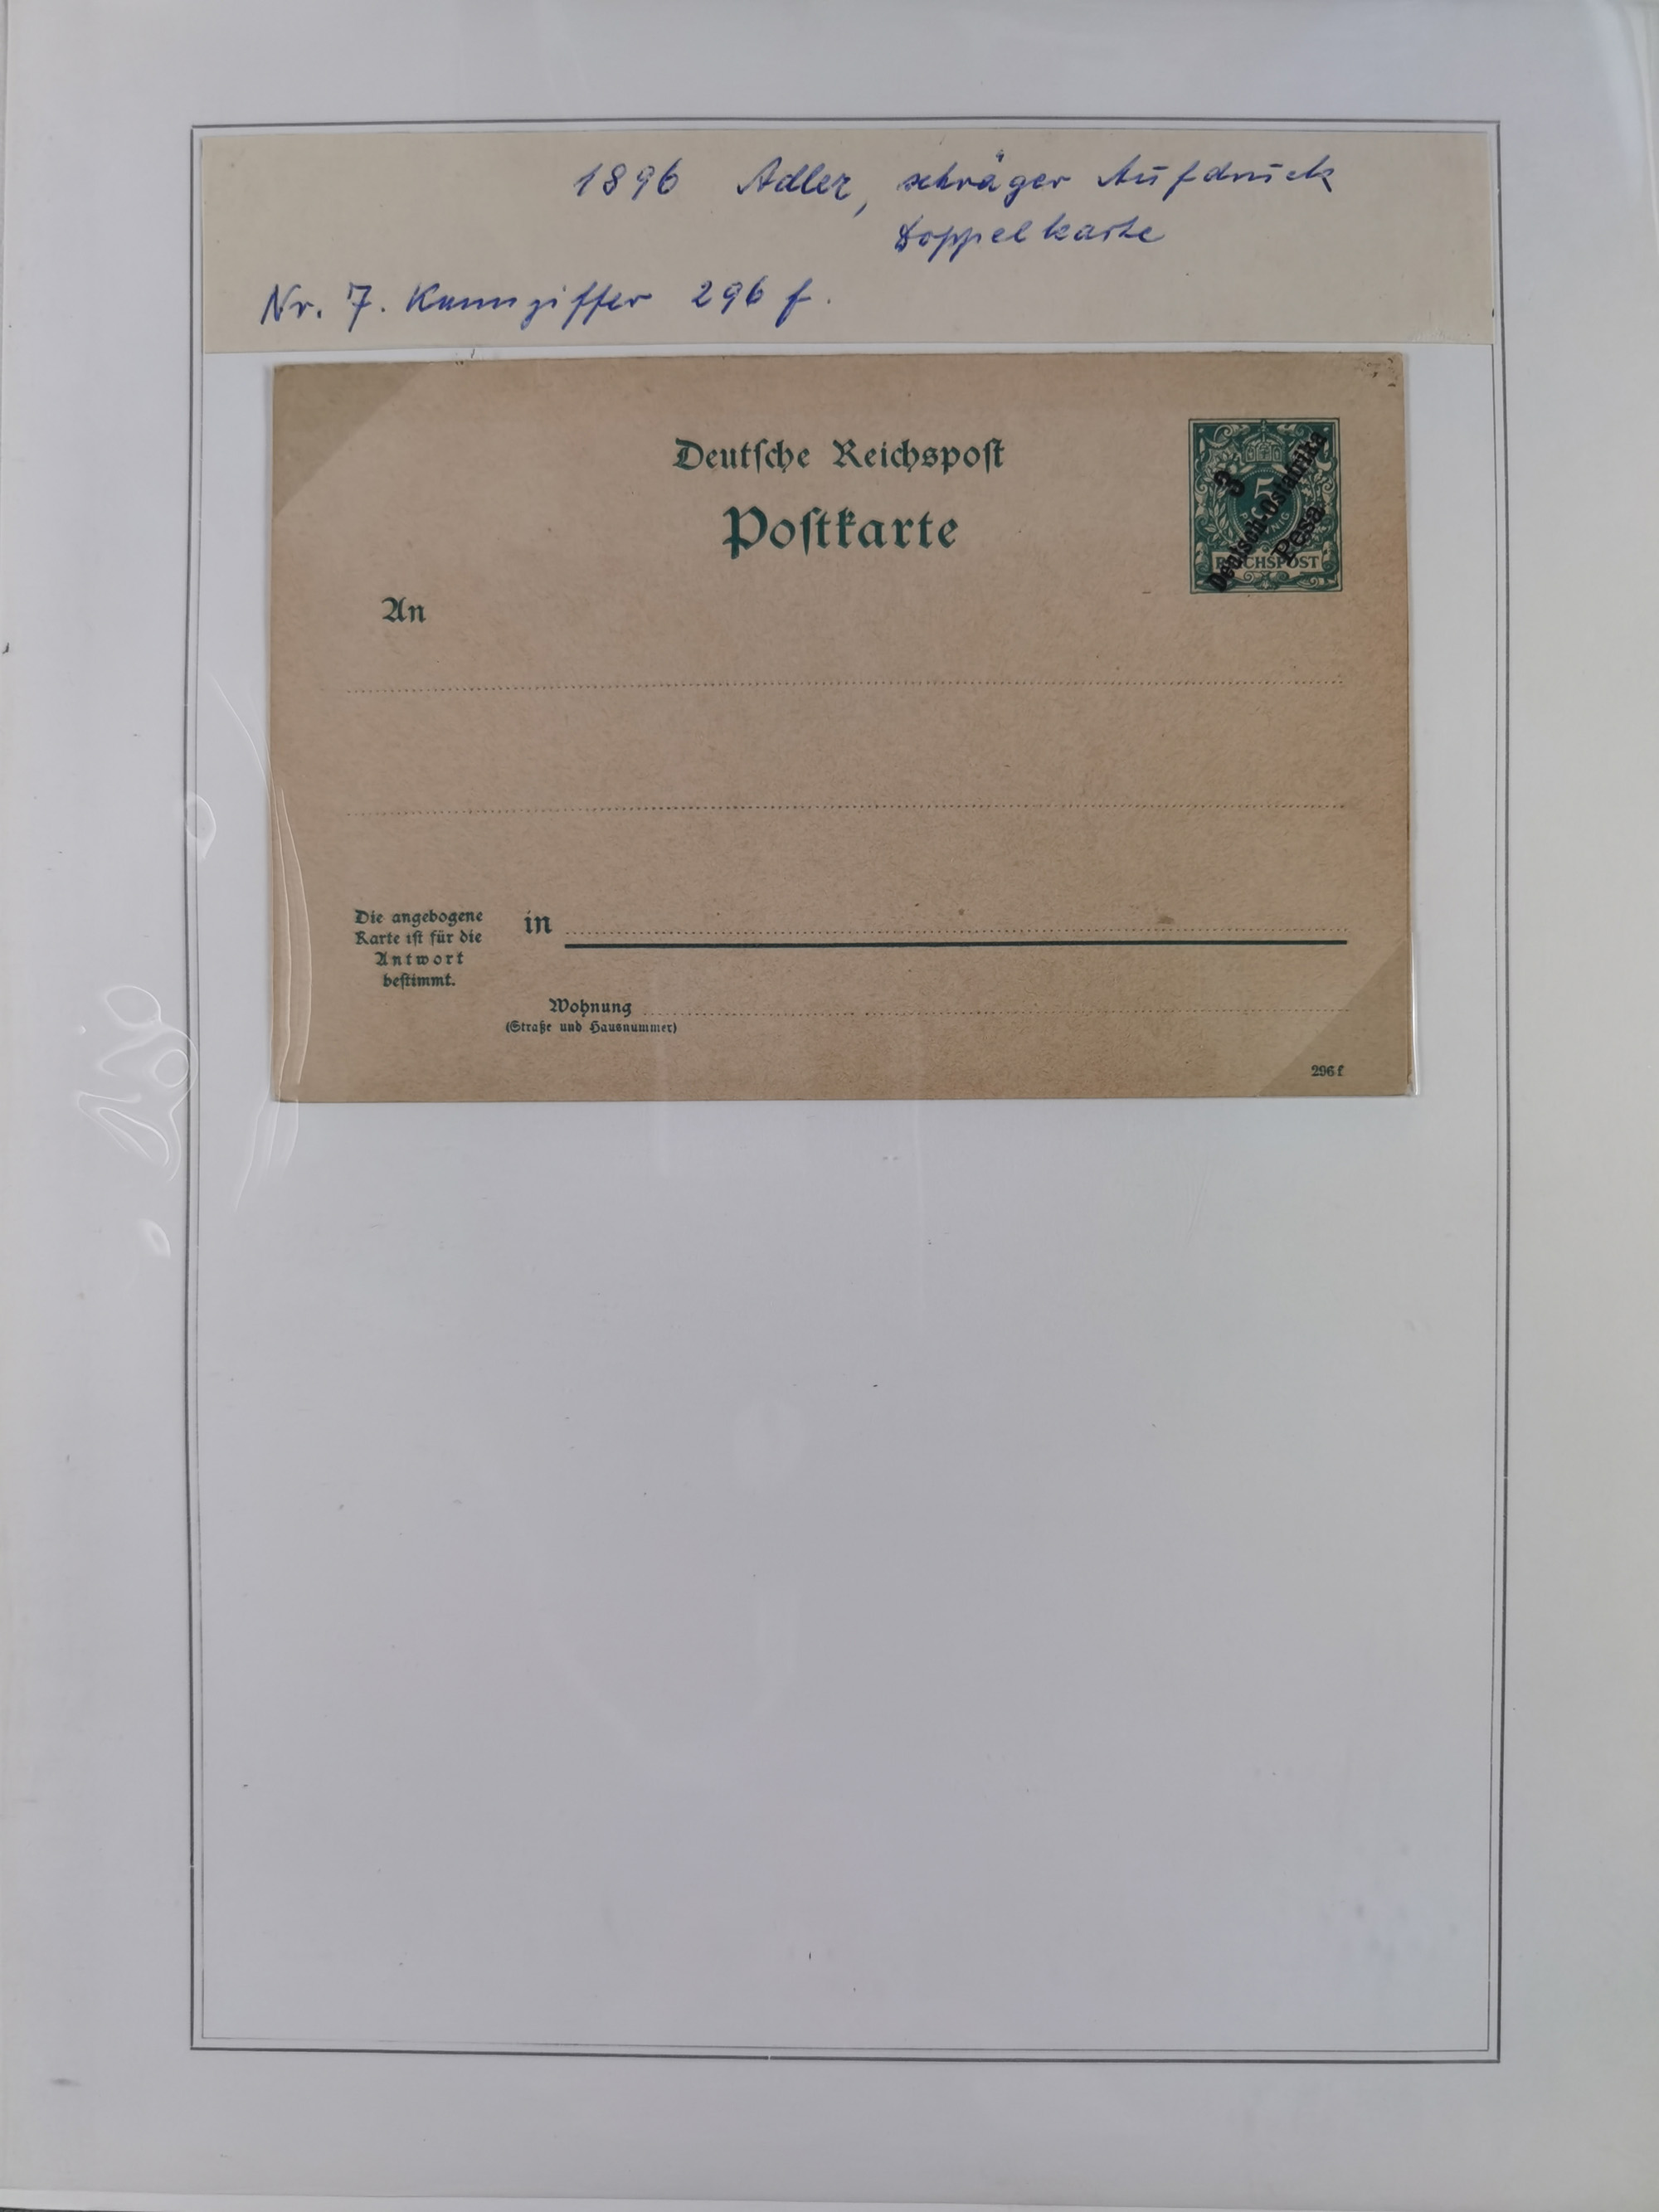 1896 Adler, schräger Aufdruck
Doppelkarte
Nr. 7. Kennziffer 296 f.
Deutsche Reichspost
Postkarte
3
5
PFENNIG
Deutsch-Ostafrika
Pesa
REICHSPOST
An
Die angebogene
Karte ist für die
Antwort
bestimmt.
in
Wohnung
(Straße und Hausnummer)
296 f